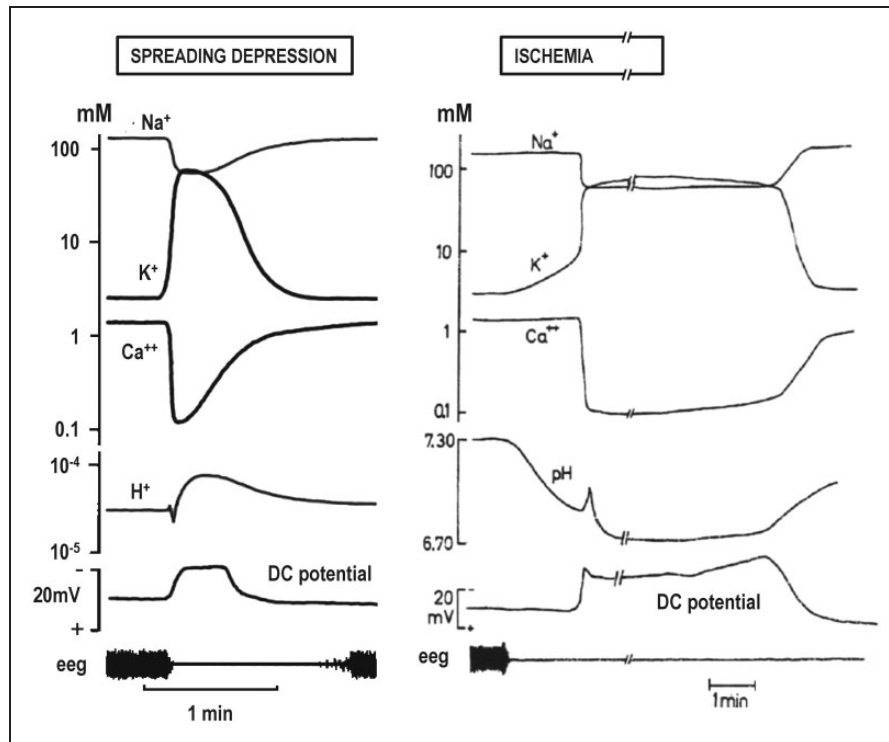 SPREADING DEPRESSION
mM
Na⁺
100
10
K⁺
1
Ca⁺⁺
0.1
10⁻⁴
H⁺
10⁻⁵
-
20mV
+
DC potential
eeg
1 min
ISCHEMIA
mM
Na⁺
100
10
K⁺
1
Ca⁺⁺
0.1
7.30
pH
6.70
-
20
mV
+
DC potential
eeg
1 min